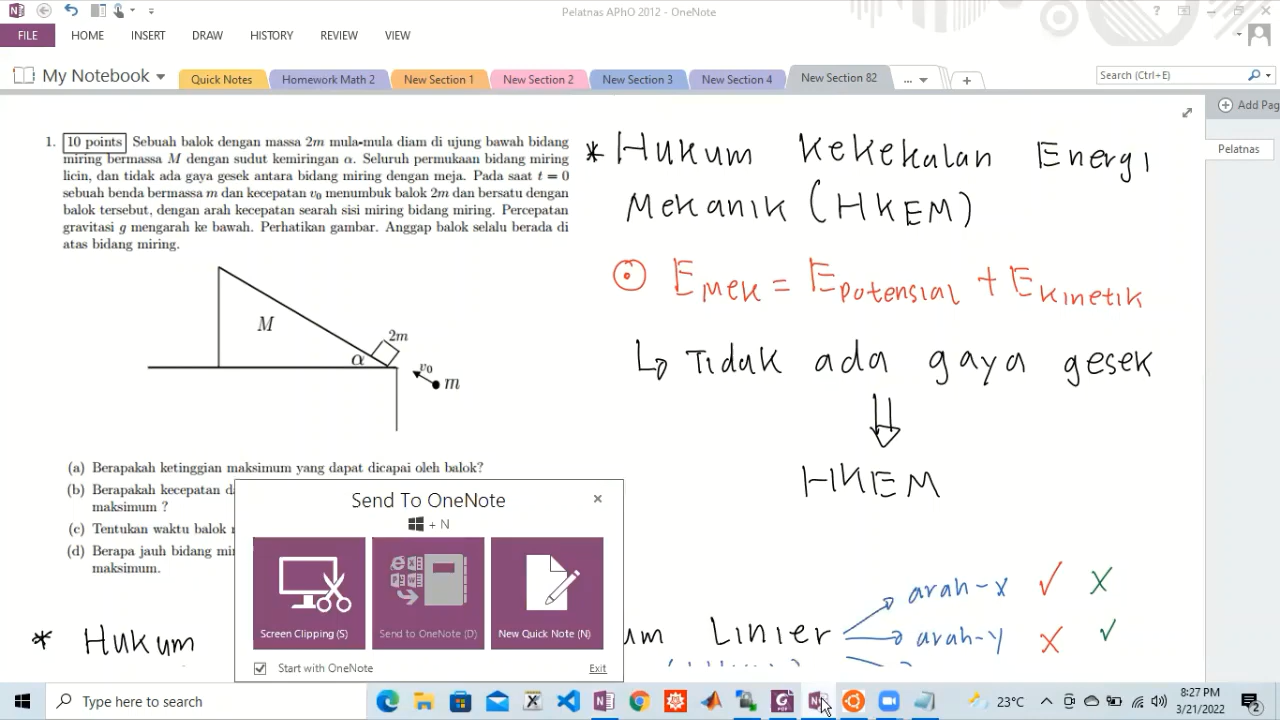 Pelatnas APhO 2012 - OneNote
FILE HOME INSERT DRAW HISTORY REVIEW VIEW
My Notebook Quick Notes Homework Math 2 New Section 1 New Section 2 New Section 3 New Section 4 New Section 82 ... Search (Ctrl+E)
Add Pag
Pelatnas
1. 10 points Sebuah balok dengan massa 2m mula-mula diam di ujung bawah bidang
miring bermassa M dengan sudut kemiringan α. Seluruh permukaan bidang miring
licin, dan tidak ada gaya gesek antara bidang miring dengan meja. Pada saat t = 0
sebuah benda bermassa m dan kecepatan v0 menumbuk balok 2m dan bersatu dengan
balok tersebut, dengan arah kecepatan searah sisi miring bidang miring. Percepatan
gravitasi g mengarah ke bawah. Perhatikan gambar. Anggap balok selalu berada di
atas bidang miring.
M
2m
α
v0
m
(a) Berapakah ketinggian maksimum yang dapat dicapai oleh balok?
(b) Berapakah kecepatan d
maksimum ?
(c) Tentukan waktu balok
(d) Berapa jauh bidang mi
maksimum.
* Hukum Kekekalan Energi
Mekanik (HKEM)
EMek = EPotensial + EKinetik
Tidak ada gaya gesek
HKEM
Send To OneNote
+ N
Screen Clipping (S)
Send to OneNote (D)
New Quick Note (N)
Start with OneNote
Exit
* Hukum
um Linier
arah-x ✓ X
arah-y X ✓
Type here to search
23°C
8:27 PM
3/21/2022
2